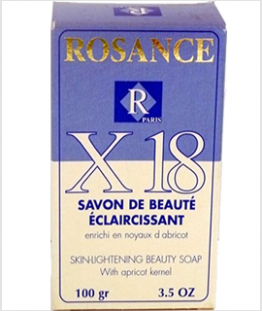 ROSANCE
R
PARIS
X 18
SAVON DE BEAUTÉ
ÉCLAIRCISSANT
enrichi en noyaux d abricot
SKIN-LIGHTENING BEAUTY SOAP
With apricot kernel
100 gr 3.5 OZ